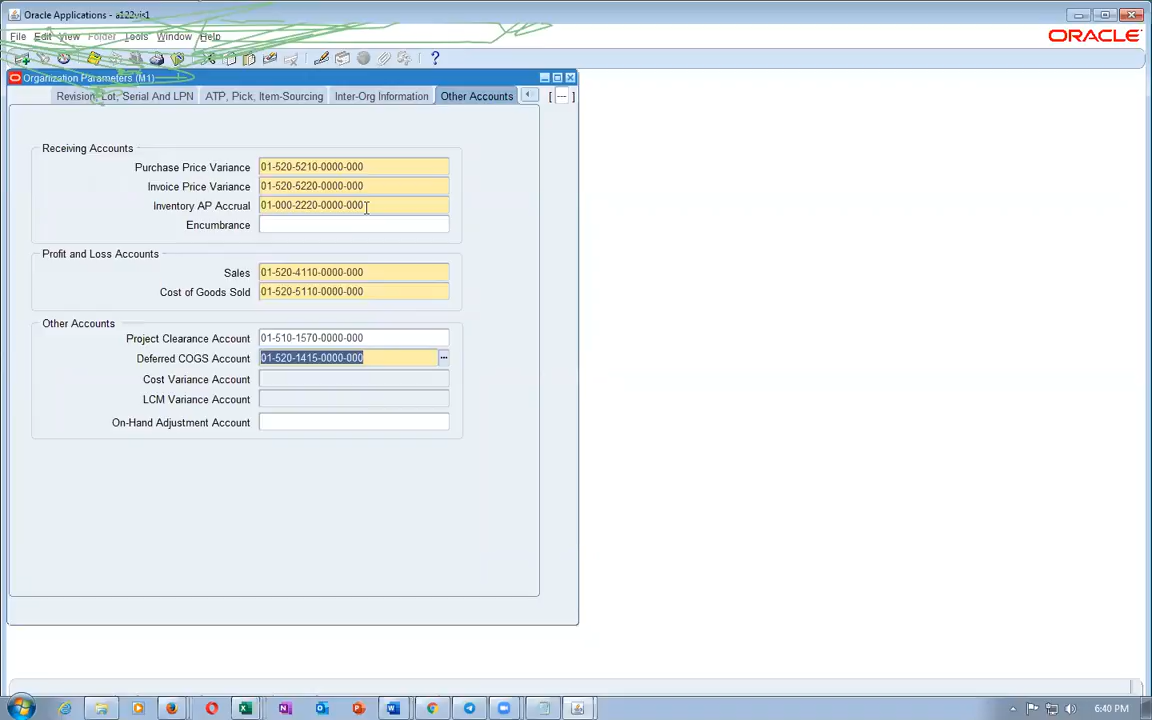 Oracle Applications - a122vis1
File Edit View Folder Tools Window Help
ORACLE
Organization Parameters (M1)
Revision, Lot, Serial And LPN ATP, Pick, Item-Sourcing Inter-Org Information Other Accounts
Receiving Accounts
Purchase Price Variance 01-520-5210-0000-000
Invoice Price Variance 01-520-5220-0000-000
Inventory AP Accrual 01-000-2220-0000-000
Encumbrance
Profit and Loss Accounts
Sales 01-520-4110-0000-000
Cost of Goods Sold 01-520-5110-0000-000
Other Accounts
Project Clearance Account 01-510-1570-0000-000
Deferred COGS Account 01-520-1415-0000-000
Cost Variance Account
LCM Variance Account
On-Hand Adjustment Account
6:40 PM